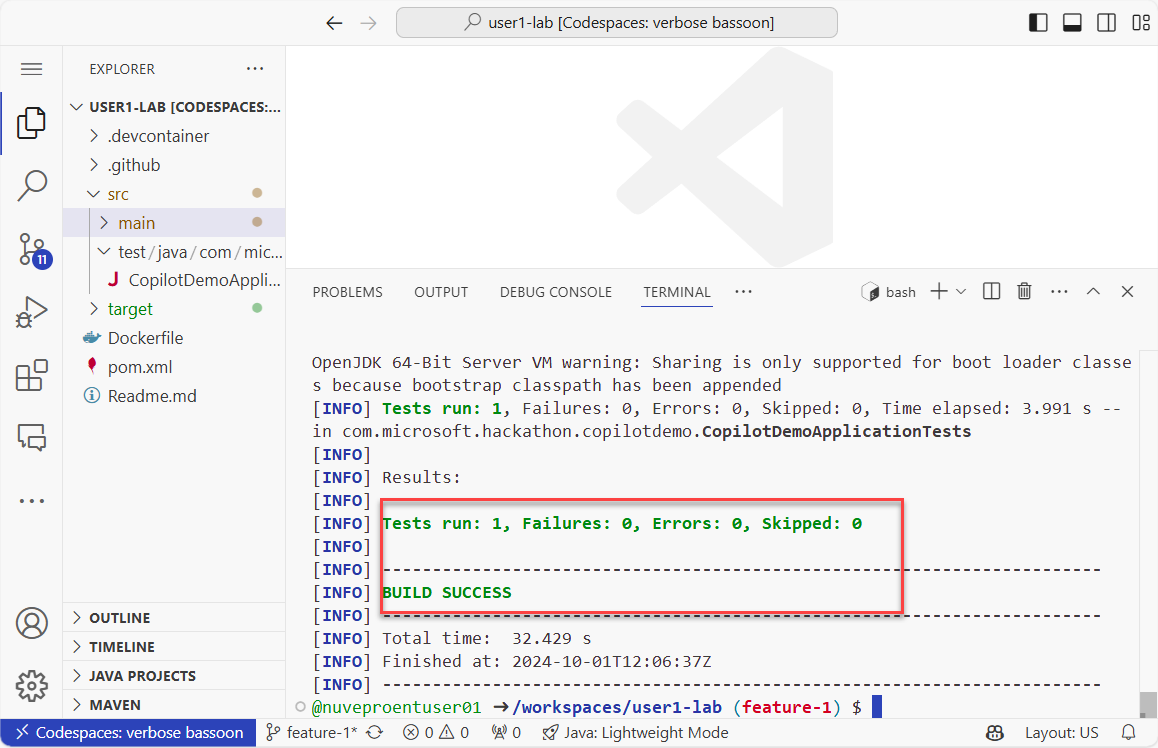 user1-lab [Codespaces: verbose bassoon]
EXPLORER
USER1-LAB [CODESPACES:...
.devcontainer
.github
src
main
test/java/com/mic...
J CopilotDemoAppli...
target
Dockerfile
pom.xml
Readme.md
11
OUTLINE
TIMELINE
JAVA PROJECTS
MAVEN
PROBLEMS OUTPUT DEBUG CONSOLE TERMINAL ··· bash
OpenJDK 64-Bit Server VM warning: Sharing is only supported for boot loader classe
s because bootstrap classpath has been appended
[INFO] Tests run: 1, Failures: 0, Errors: 0, Skipped: 0, Time elapsed: 3.991 s --
in com.microsoft.hackathon.copilotdemo.CopilotDemoApplicationTests
[INFO]
[INFO] Results:
[INFO]
[INFO] Tests run: 1, Failures: 0, Errors: 0, Skipped: 0
[INFO]
[INFO] ------------------------------------------------------------------------
[INFO] BUILD SUCCESS
[INFO] ------------------------------------------------------------------------
[INFO] Total time:  32.429 s
[INFO] Finished at: 2024-10-01T12:06:37Z
[INFO] ------------------------------------------------------------------------
@nuveproentuser01 →/workspaces/user1-lab (feature-1) $
Codespaces: verbose bassoon feature-1* 0 0 0 Java: Lightweight Mode Layout: US